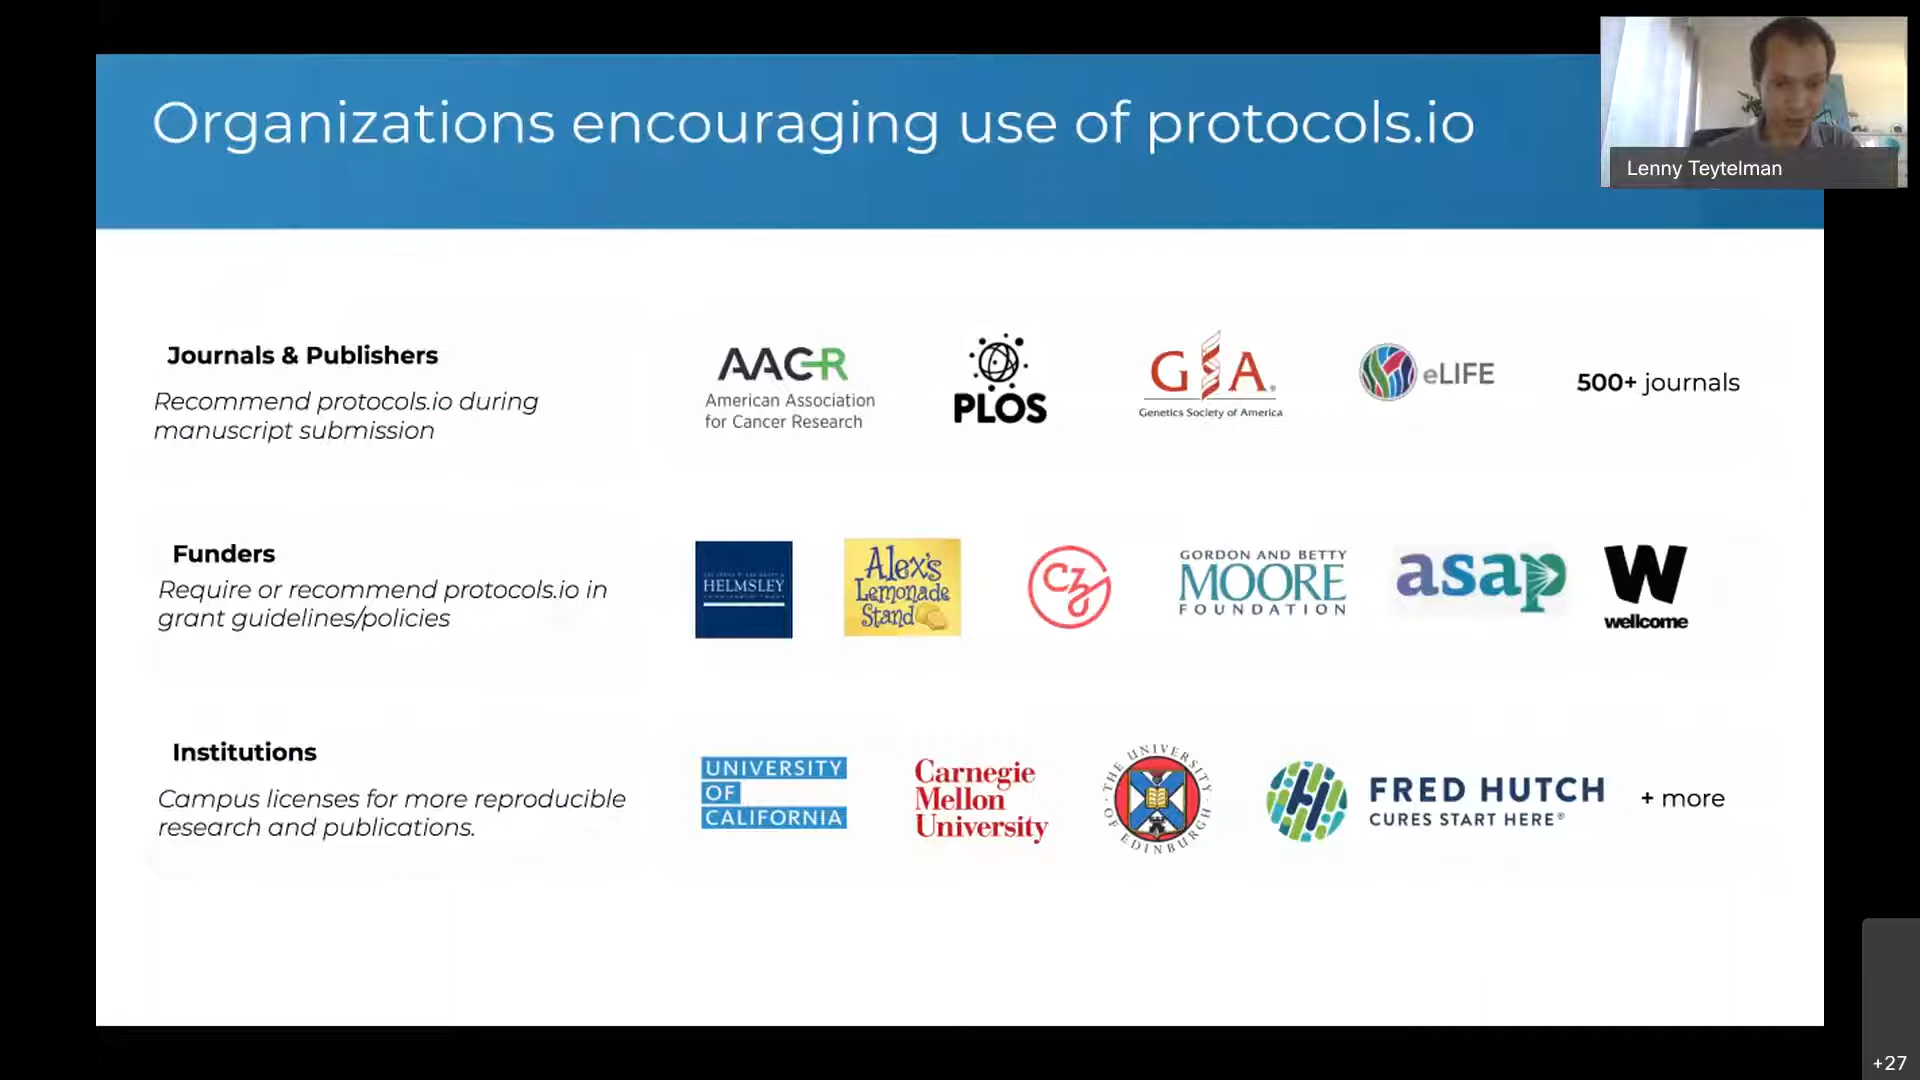 Organizations encouraging use of protocols.io
Lenny Teytelman
Journals & Publishers
Recommend protocols.io during
manuscript submission
AACR
American Association
for Cancer Research
PLOS
GSA
Genetics Society of America
eLIFE
500+ journals
Funders
Require or recommend protocols.io in
grant guidelines/policies
HELMSLEY
Alex's
Lemonade
Stand
cz
GORDON AND BETTY
MOORE
FOUNDATION
asap
W
wellcome
Institutions
Campus licenses for more reproducible
research and publications.
UNIVERSITY
OF
CALIFORNIA
Carnegie
Mellon
University
THE UNIVERSITY
OF EDINBURGH
FRED HUTCH
CURES START HERE®
+ more
+27